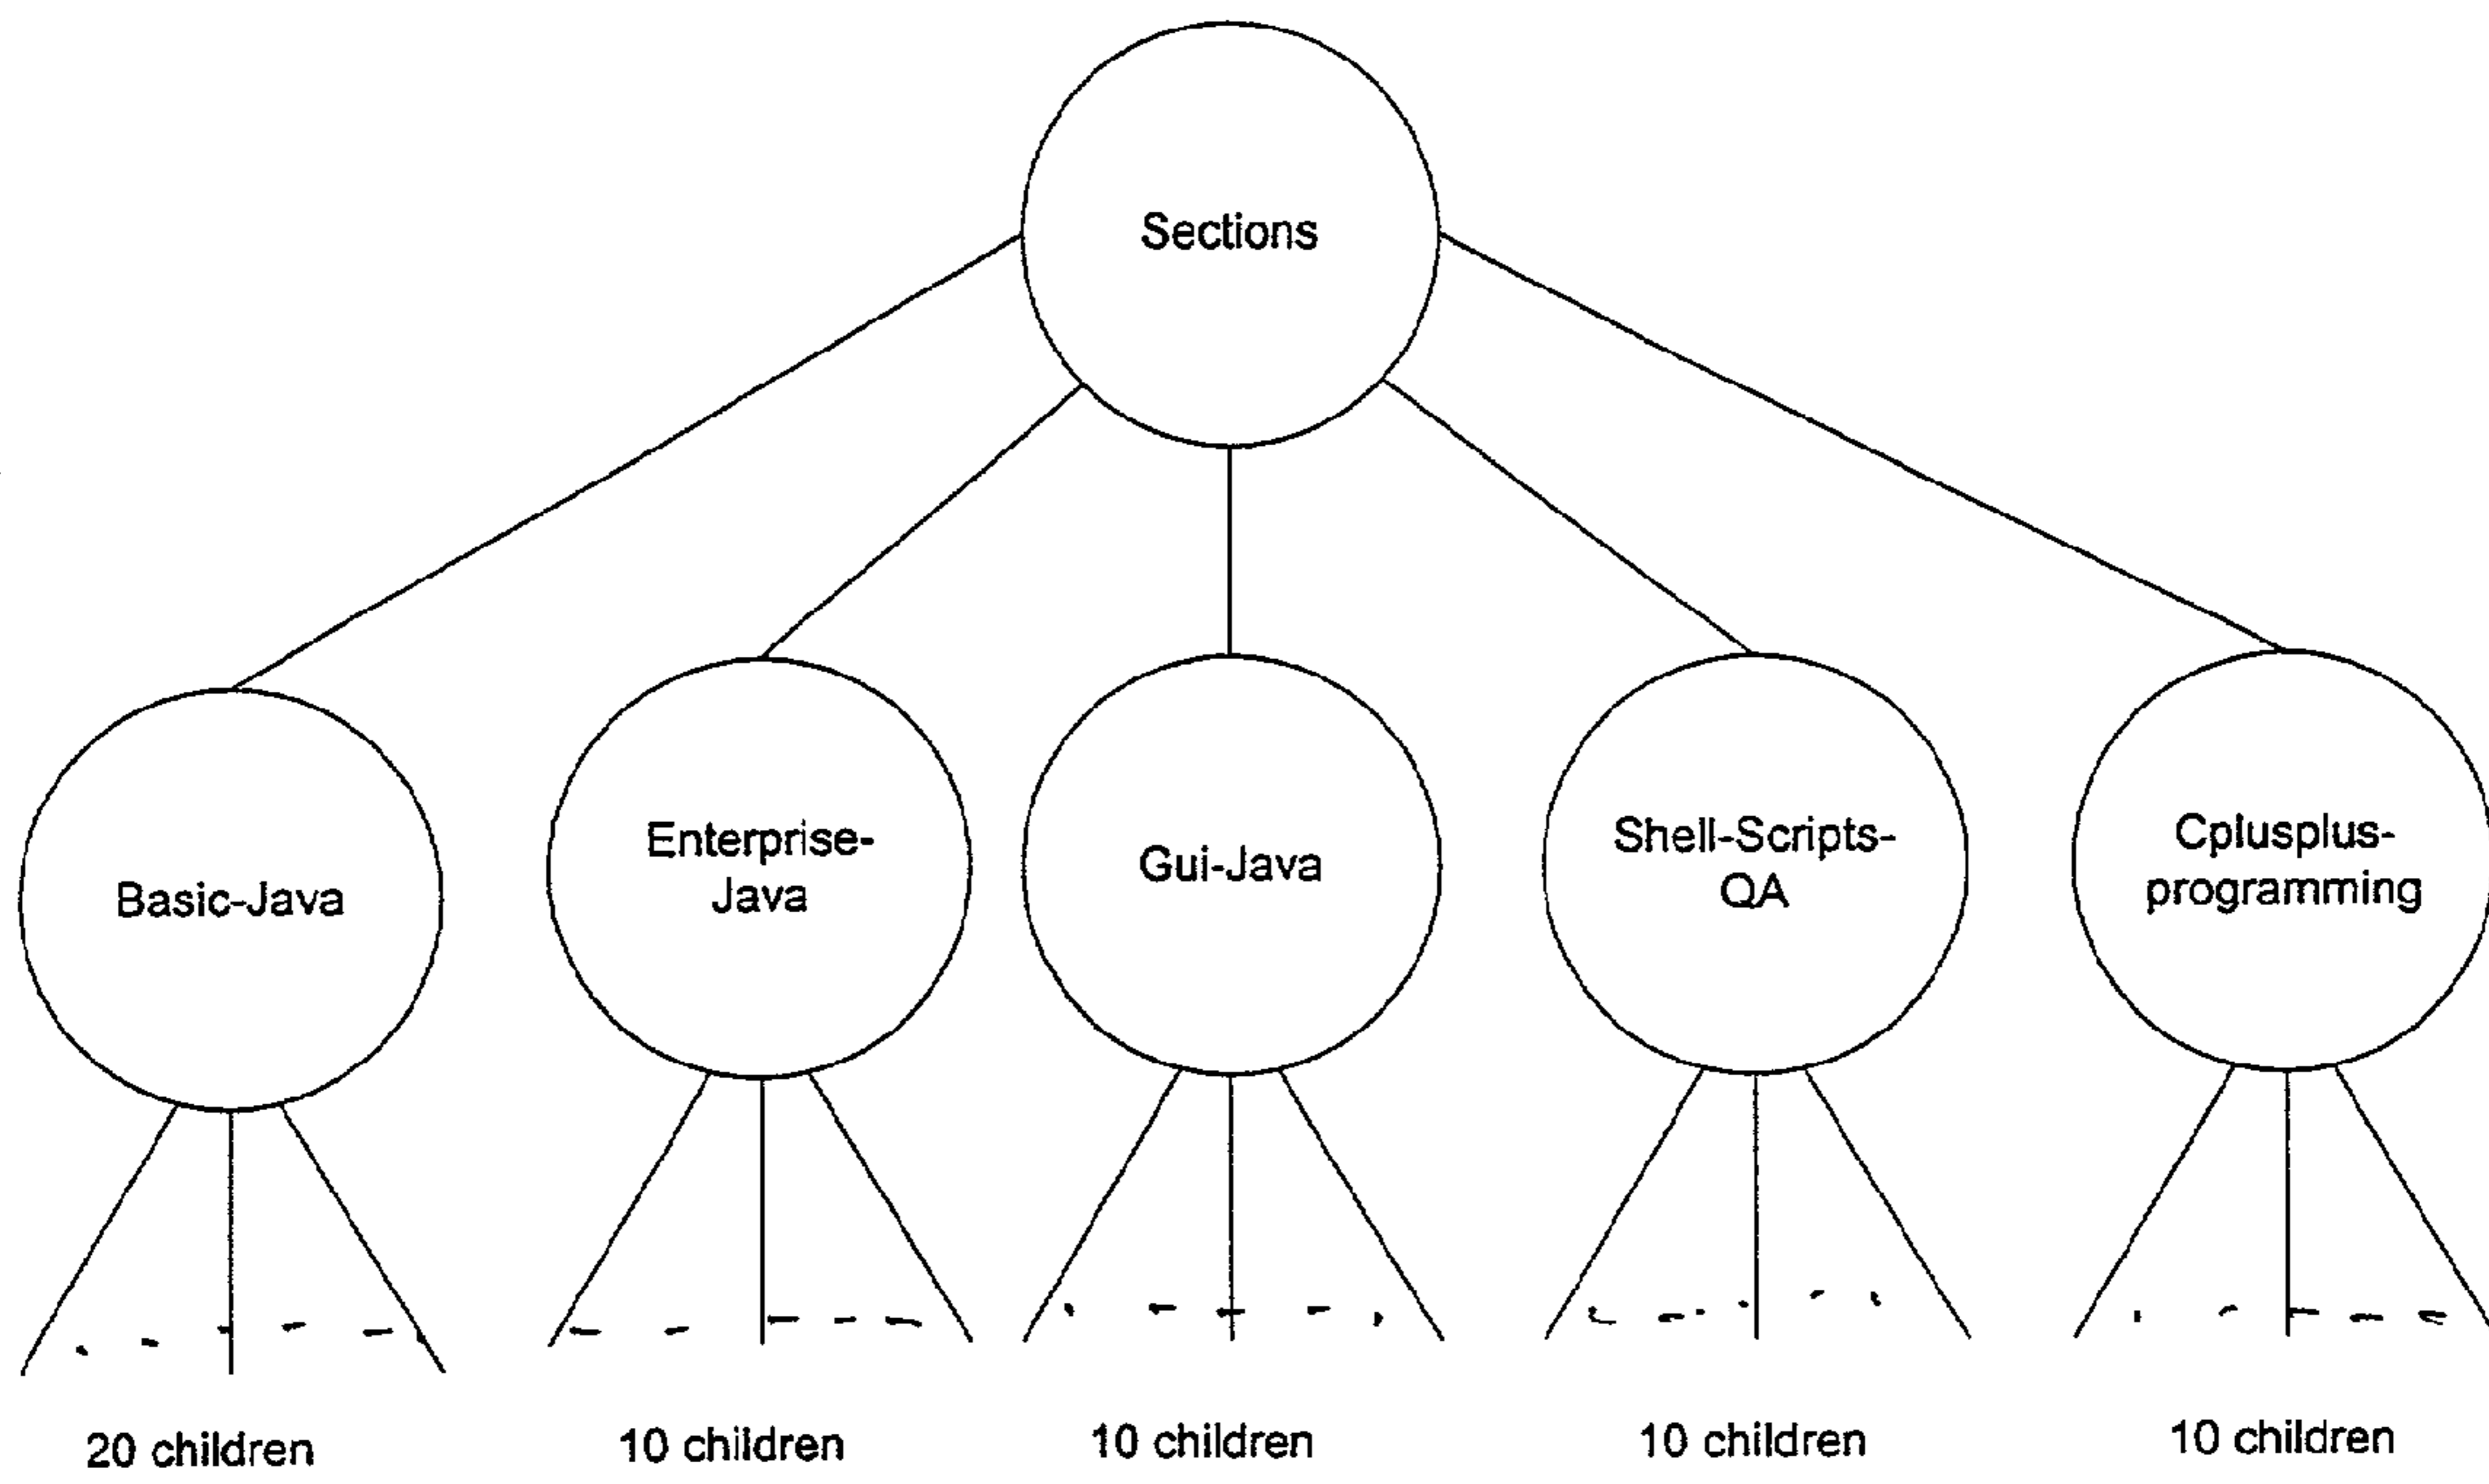 Sections
Basic-Java
Enterprise-
Java
Gui-Java
Shell-Scripts-
QA
Cplusplus-
programming
20 children
10 children
10 children
10 children
10 children